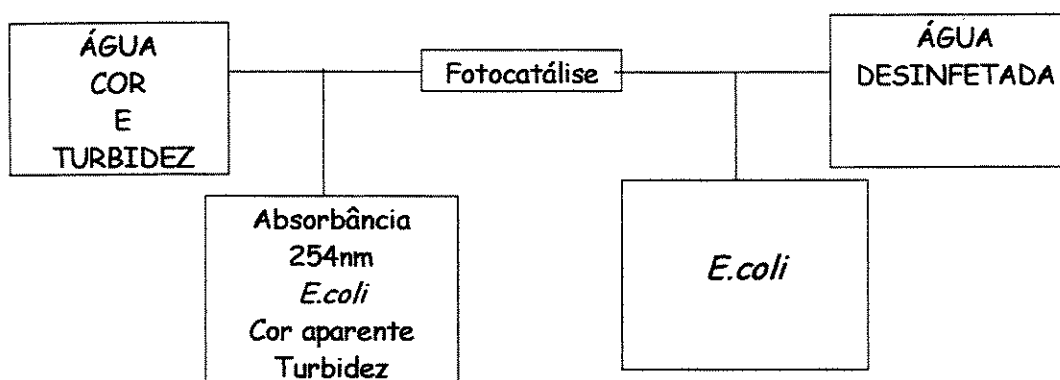 ÁGUA
COR
E
TURBIDEZ
Fotocatálise
ÁGUA
DESINFETADA
Absorbância
254nm
E.coli
Cor aparente
Turbidez
E.coli